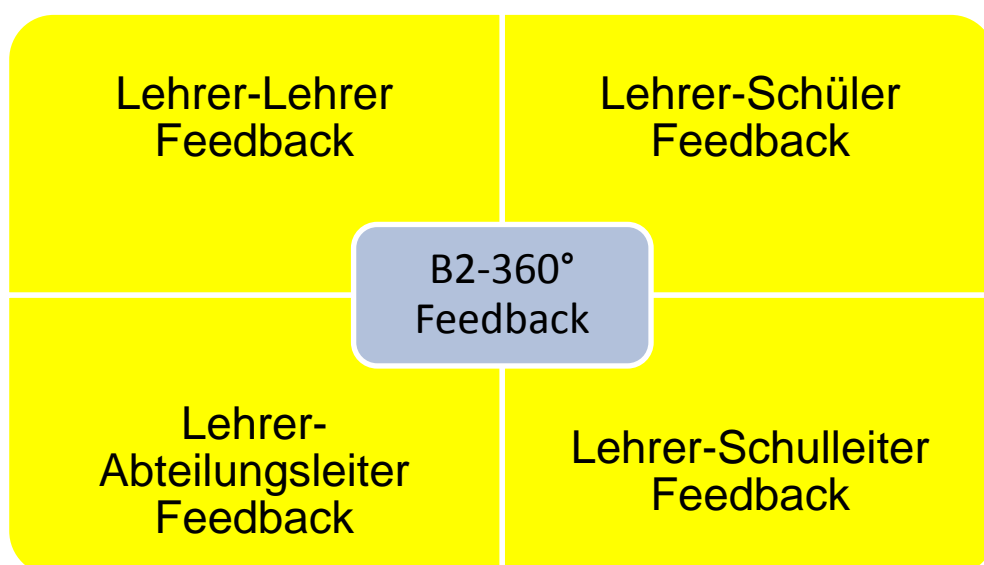 Lehrer-Lehrer
Feedback
Lehrer-Schüler
Feedback
B2-360°
Feedback
Lehrer-
Abteilungsleiter
Feedback
Lehrer-Schulleiter
Feedback